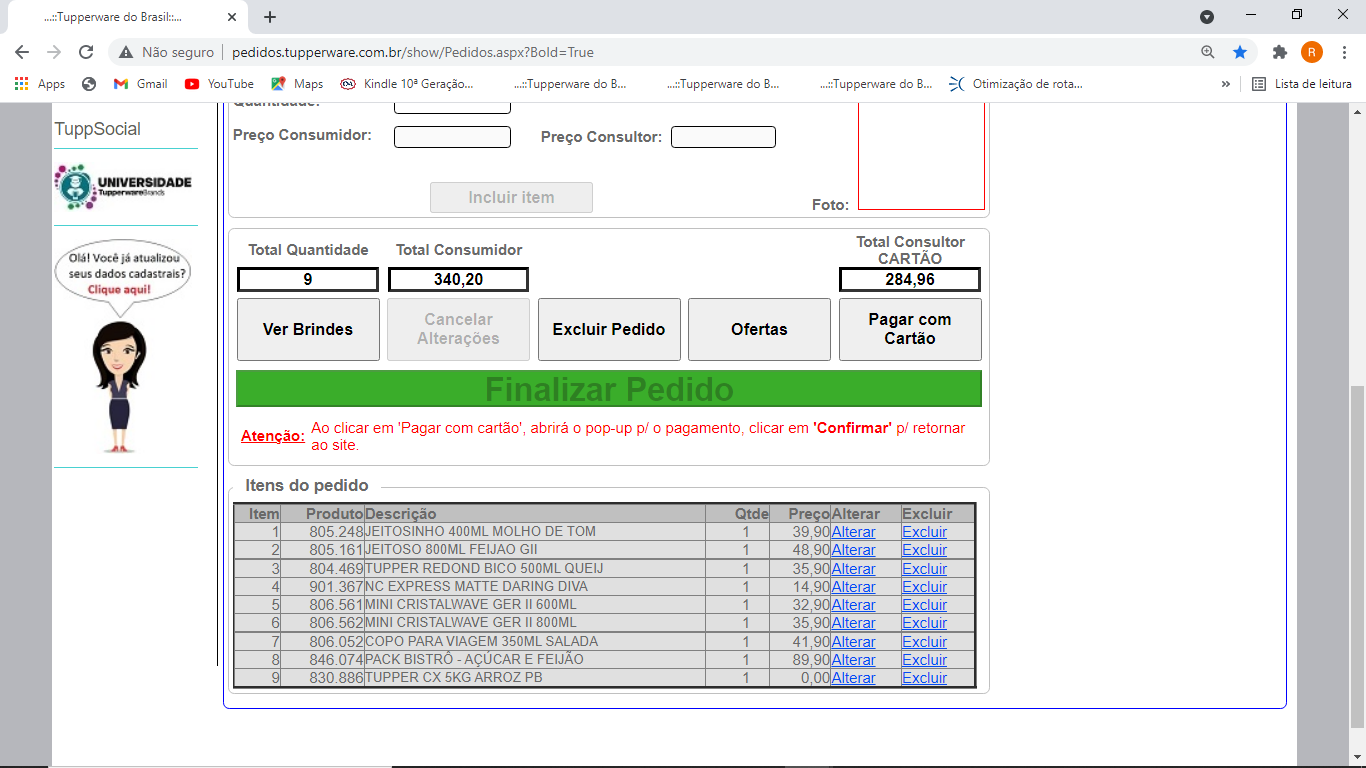 ...::Tupperware do Brasil::...
Não seguro
pedidos.tupperware.com.br/show/Pedidos.aspx?Bold=True
R
Apps
Gmail
YouTube
Maps
Kindle 10ª Geração...
...::Tupperware do B...
...::Tupperware do B...
...::Tupperware do B...
Otimização de rota...
»
Lista de leitura
TuppSocial
UNIVERSIDADE
TupperwareBrands
Olá! Você já atualizou
seus dados cadastrais?
Clique aqui!
Quantidade:
Preço Consumidor:
Preço Consultor:
Incluir item
Foto:
Total Quantidade
Total Consumidor
Total Consultor
CARTÃO
9
340,20
284,96
Ver Brindes
Cancelar
Alterações
Excluir Pedido
Ofertas
Pagar com
Cartão
Finalizar Pedido
Atenção:
Ao clicar em 'Pagar com cartão', abrirá o pop-up p/ o pagamento, clicar em 'Confirmar' p/ retornar
ao site.
Itens do pedido
Item Produto Descrição Qtde Preço Alterar Excluir
1 805.248 JEITOSINHO 400ML MOLHO DE TOM 1 39,90 Alterar Excluir
2 805.161 JEITOSO 800ML FEIJAO GII 1 48,90 Alterar Excluir
3 804.469 TUPPER REDOND BICO 500ML QUEIJ 1 35,90 Alterar Excluir
4 901.367 NC EXPRESS MATTE DARING DIVA 1 14,90 Alterar Excluir
5 806.561 MINI CRISTALWAVE GER II 600ML 1 32,90 Alterar Excluir
6 806.562 MINI CRISTALWAVE GER II 800ML 1 35,90 Alterar Excluir
7 806.052 COPO PARA VIAGEM 350ML SALADA 1 41,90 Alterar Excluir
8 846.074 PACK BISTRÔ - AÇÚCAR E FEIJÃO 1 89,90 Alterar Excluir
9 830.886 TUPPER CX 5KG ARROZ PB 1 0,00 Alterar Excluir